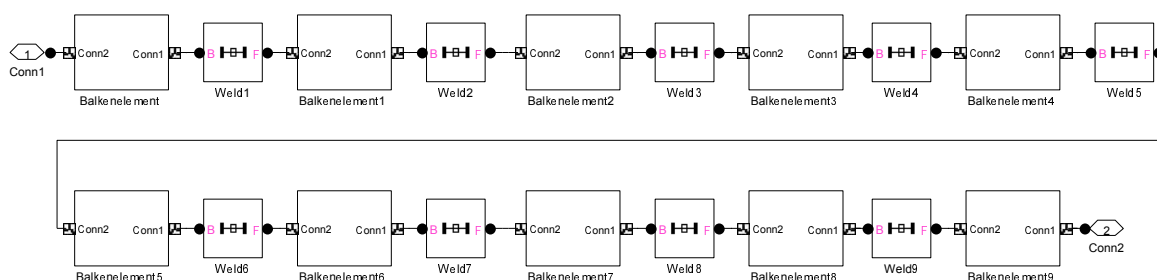 1 Conn2 Conn1 B F Conn2 Conn1 B F Conn2 Conn1 B F Conn2 Conn1 B F Conn2 Conn1 B F
Conn1 Balkenelement Weld1 Balkenelement1 Weld2 Balkenelement2 Weld3 Balkenelement3 Weld4 Balkenelement4 Weld5
Conn2 Conn1 B F Conn2 Conn1 B F Conn2 Conn1 B F Conn2 Conn1 B F Conn2 Conn1 2
Balkenelement5 Weld6 Balkenelement6 Weld7 Balkenelement7 Weld8 Balkenelement8 Weld9 Balkenelement9 Conn2